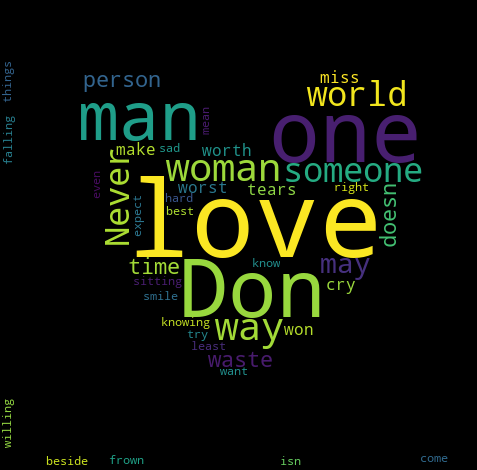 things
falling
person
miss
world
man
one
mean
make
sad
worth
someone
woman
Never
even
worst
tears
right
doesn
expect
hard
best
love
time
know
may
sitting
cry
smile
Don
knowing
way
won
try
least
waste
want
willing
beside
frown
isn
come